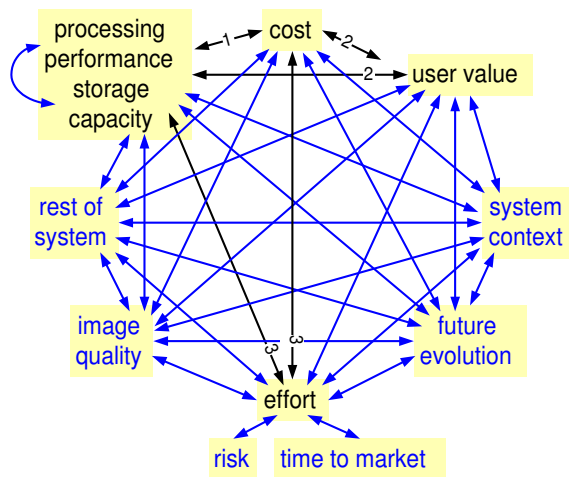 processing
performance
storage
capacity
1
cost
2
user value
2
rest of
system
system
context
image
quality
3
3
future
evolution
effort
risk
time to market